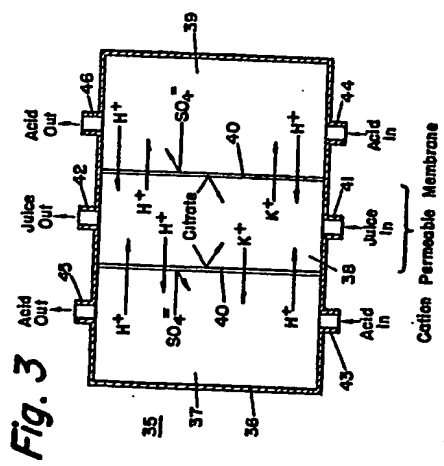 Fig. 3
Acid Out
Juice Out
Acid Out
45
42
46
39
H+
H+
H+
H+
SO4=
SO4=
Citrate
K+
K+
40
40
H+
H+
38
35
37
36
43
41
44
Acid In
Juice In
Acid In
Cation Permeable Membrane